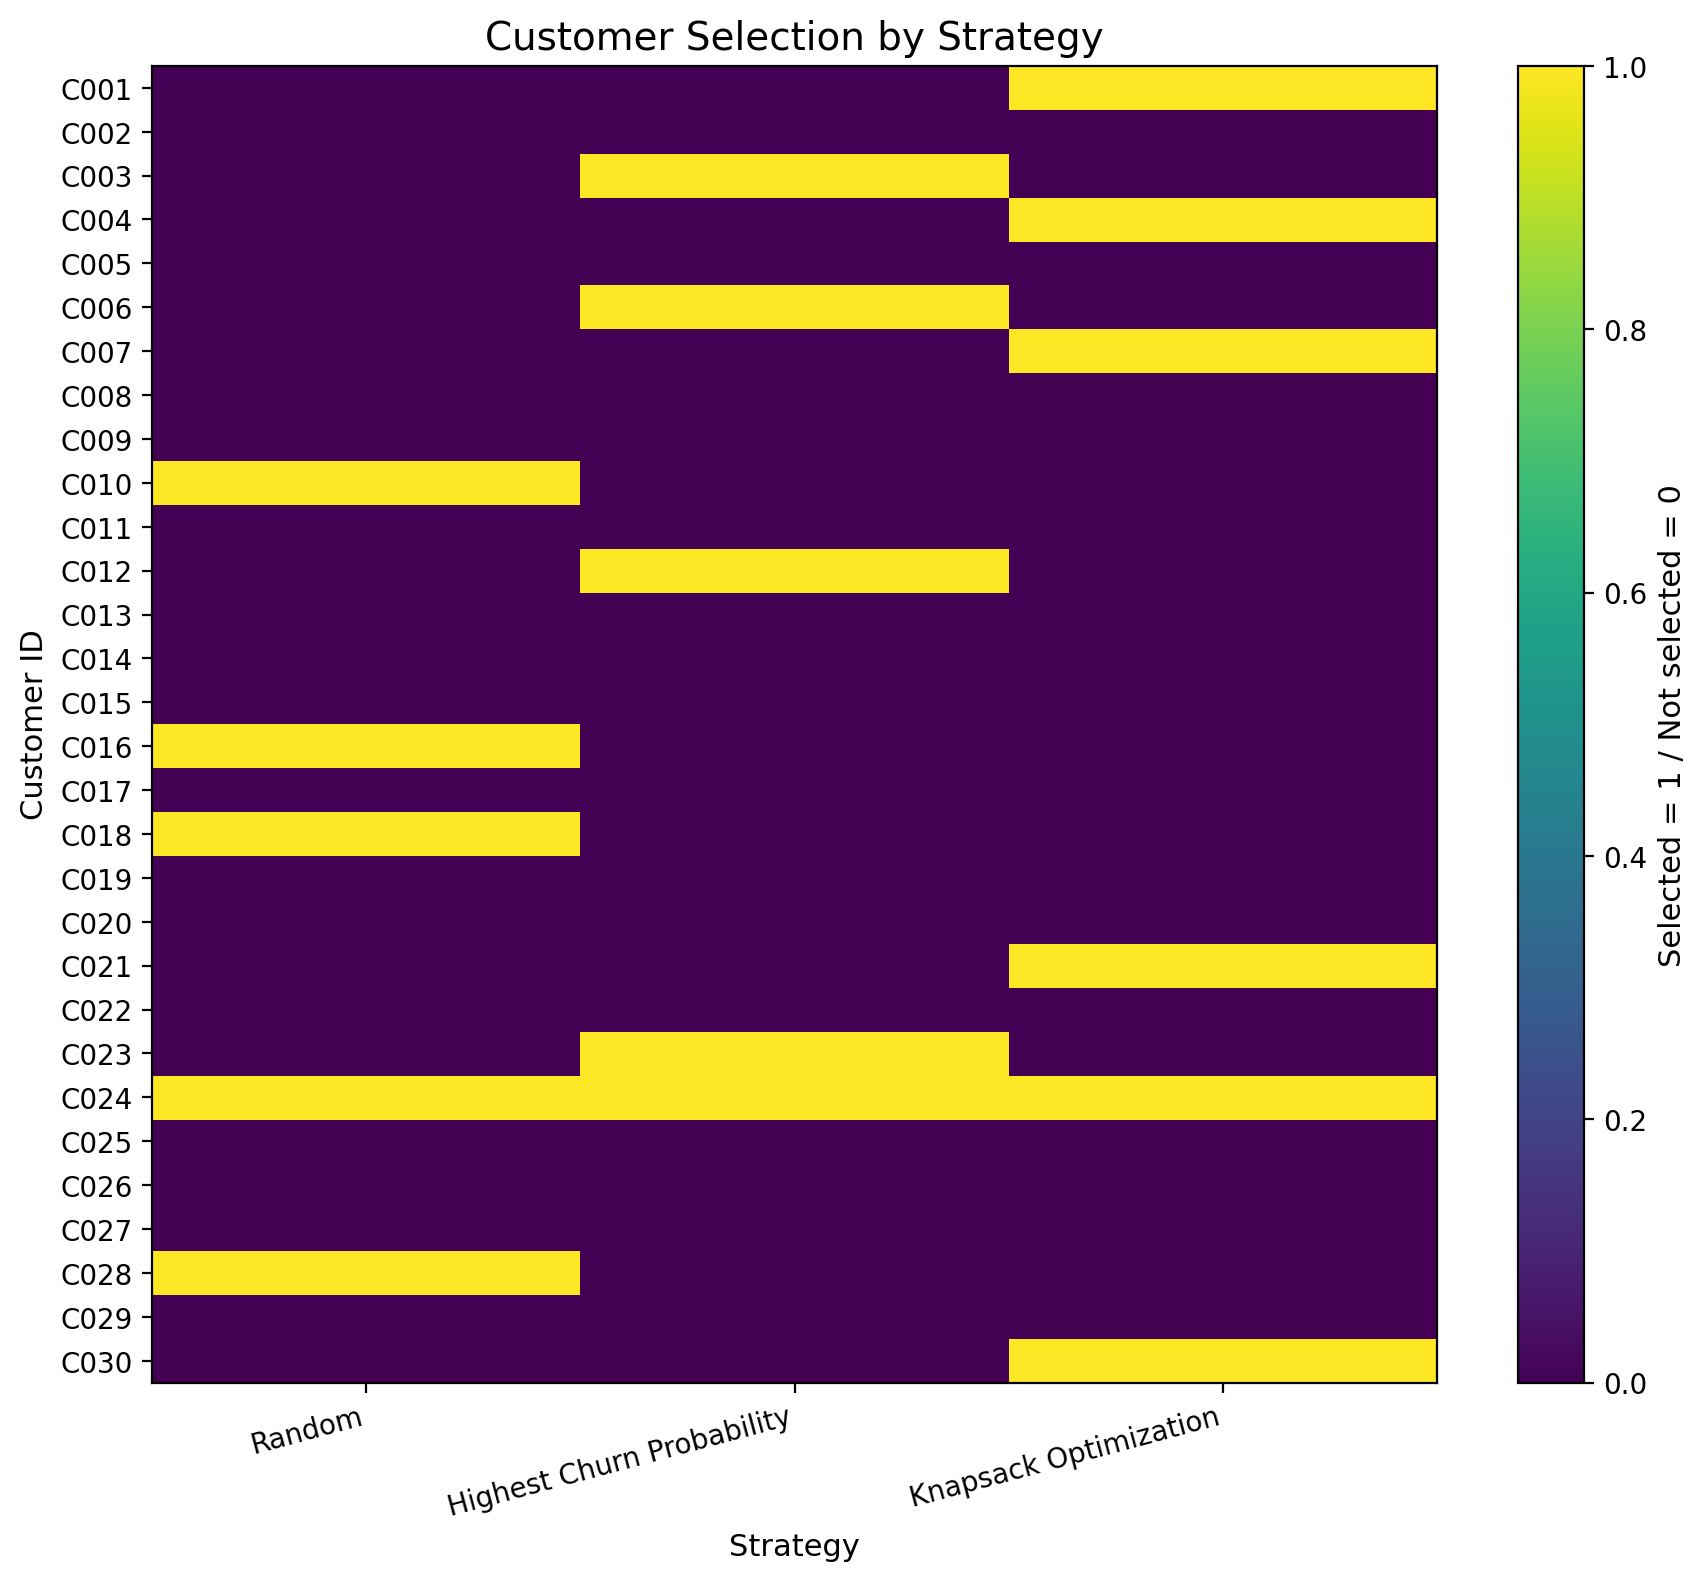 Customer Selection by Strategy
C001
C002
C003
C004
C005
C006
C007
C008
C009
C010
C011
C012
C013
C014
C015
C016
C017
C018
C019
C020
C021
C022
C023
C024
C025
C026
C027
C028
C029
C030
Customer ID
Random
Highest Churn Probability
Knapsack Optimization
Strategy
1.0
0.8
0.6
0.4
0.2
0.0
Selected = 1 / Not selected = 0